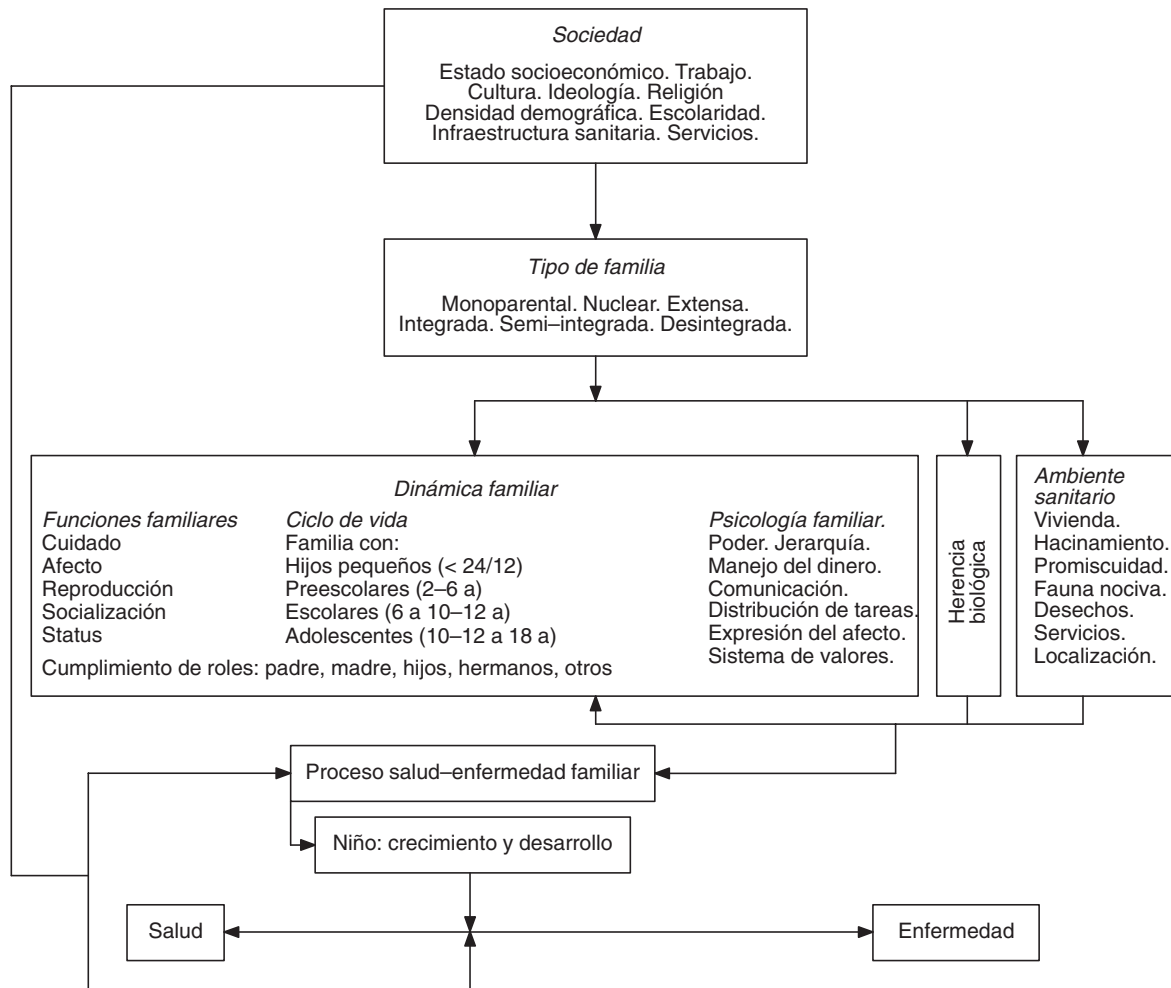 Sociedad
Estado socioeconómico. Trabajo.
Cultura. Ideología. Religión
Densidad demográfica. Escolaridad.
Infraestructura sanitaria. Servicios.
Tipo de familia
Monoparental. Nuclear. Extensa.
Integrada. Semi–integrada. Desintegrada.
Dinámica familiar
Funciones familiares
Cuidado
Afecto
Reproducción
Socialización
Status
Ciclo de vida
Familia con:
Hijos pequeños (< 24/12)
Preescolares (2–6 a)
Escolares (6 a 10–12 a)
Adolescentes (10–12 a 18 a)
Psicología familiar.
Poder. Jerarquía.
Manejo del dinero.
Comunicación.
Distribución de tareas.
Expresión del afecto.
Sistema de valores.
Cumplimiento de roles: padre, madre, hijos, hermanos, otros
Herencia
biológica
Ambiente
sanitario
Vivienda.
Hacinamiento.
Promiscuidad.
Fauna nociva.
Desechos.
Servicios.
Localización.
Proceso salud–enfermedad familiar
Niño: crecimiento y desarrollo
Salud
Enfermedad